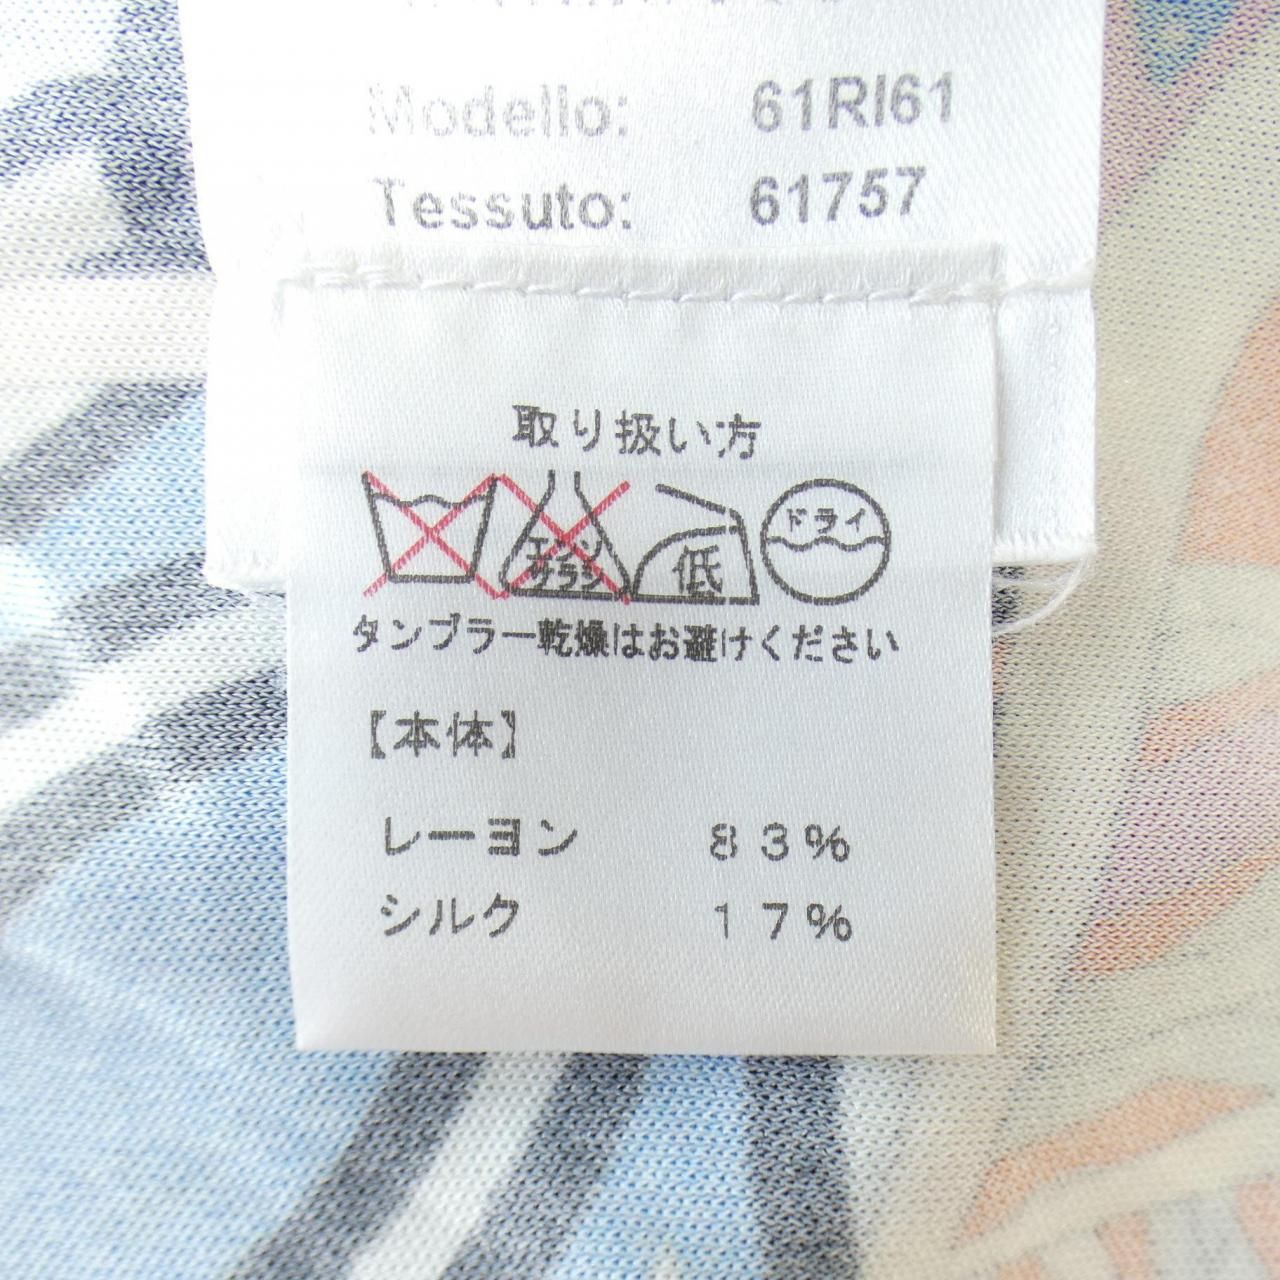 Modello: 61RI61
Tessuto: 61757
取り扱い方
エンソ サラシ 低 ドライ
タンブラー乾燥はお避けください
【本体】
レーヨン 83%
シルク 17%